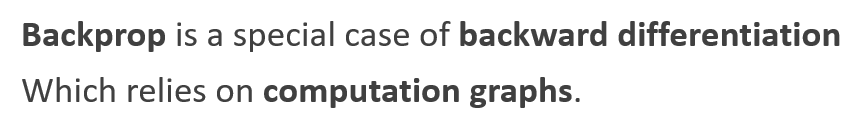 Backprop is a special case of backward differentiation
Which relies on computation graphs.